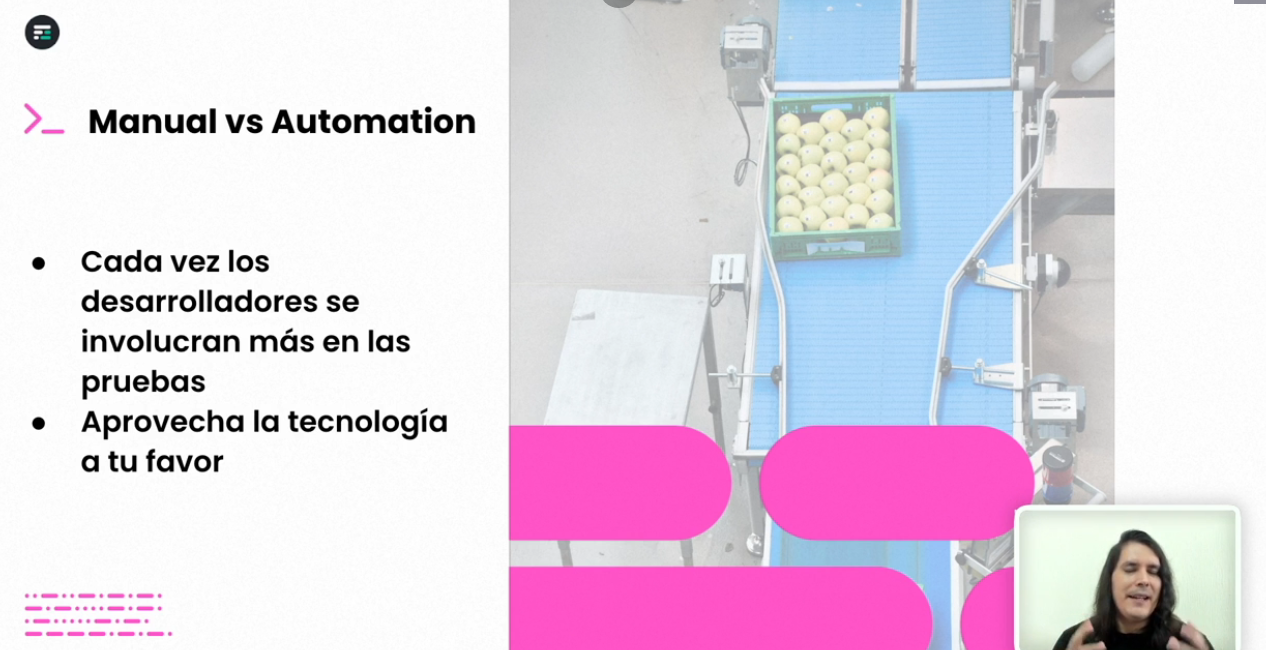 Manual vs Automation
● Cada vez los
desarrolladores se
involucran más en las
pruebas
● Aprovecha la tecnología
a tu favor